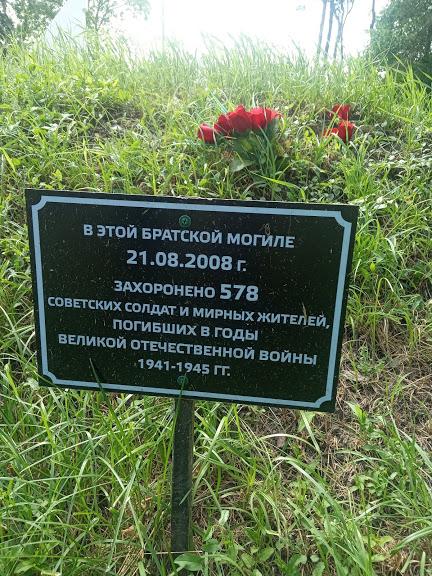 В ЭТОЙ БРАТСКОЙ МОГИЛЕ
21.08.2008 г.
ЗАХОРОНЕНО 578
СОВЕТСКИХ СОЛДАТ И МИРНЫХ ЖИТЕЛЕЙ,
ПОГИБШИХ В ГОДЫ
ВЕЛИКОЙ ОТЕЧЕСТВЕННОЙ ВОЙНЫ
1941-1945 ГГ.